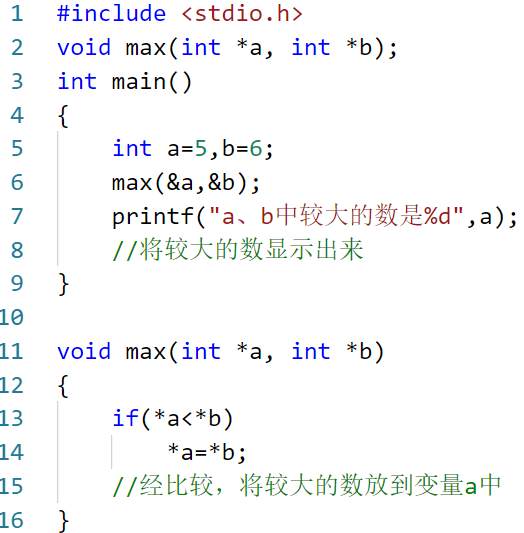 1 #include <stdio.h>
2 void max(int *a, int *b);
3 int main()
4 {
5     int a=5,b=6;
6     max(&a,&b);
7     printf("a、b中较大的数是%d",a);
8     //将较大的数显示出来
9 }
10
11 void max(int *a, int *b)
12 {
13     if(*a<*b)
14         *a=*b;
15     //经比较，将较大的数放到变量a中
16 }